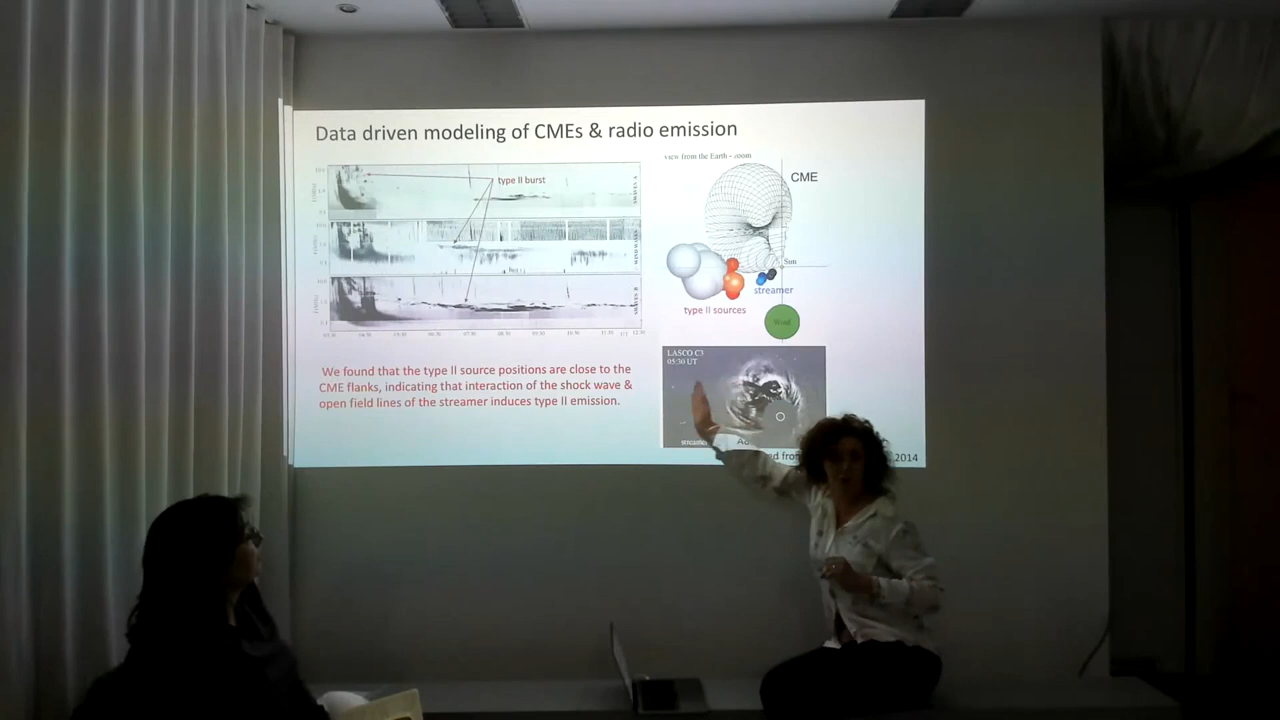 Data driven modeling of CMEs & radio emission
type II burst
view from the Earth - zoom
CME
Sun
streamer
type II sources
Wind
We found that the type II source positions are close to the
CME flanks, indicating that interaction of the shock wave &
open field lines of the streamer induces type II emission.
LASCO C3
05:30 UT
streamer
2014